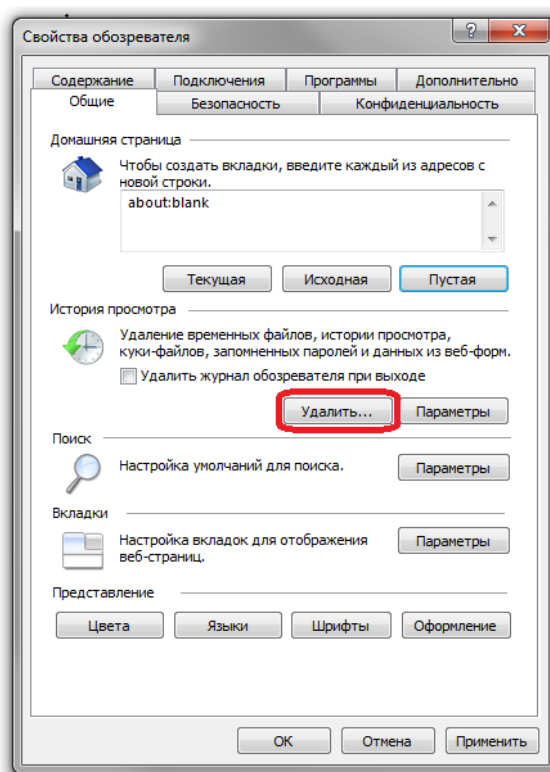 Свойства обозревателя
Содержание Подключения Программы Дополнительно
Общие Безопасность Конфиденциальность
Домашняя страница
Чтобы создать вкладки, введите каждый из адресов с
новой строки.
about:blank
Текущая Исходная Пустая
История просмотра
Удаление временных файлов, истории просмотра,
куки-файлов, запомненных паролей и данных из веб-форм.
Удалить журнал обозревателя при выходе
Удалить... Параметры
Поиск
Настройка умолчаний для поиска. Параметры
Вкладки
Настройка вкладок для отображения
веб-страниц. Параметры
Представление
Цвета Языки Шрифты Оформление
ОК Отмена Применить